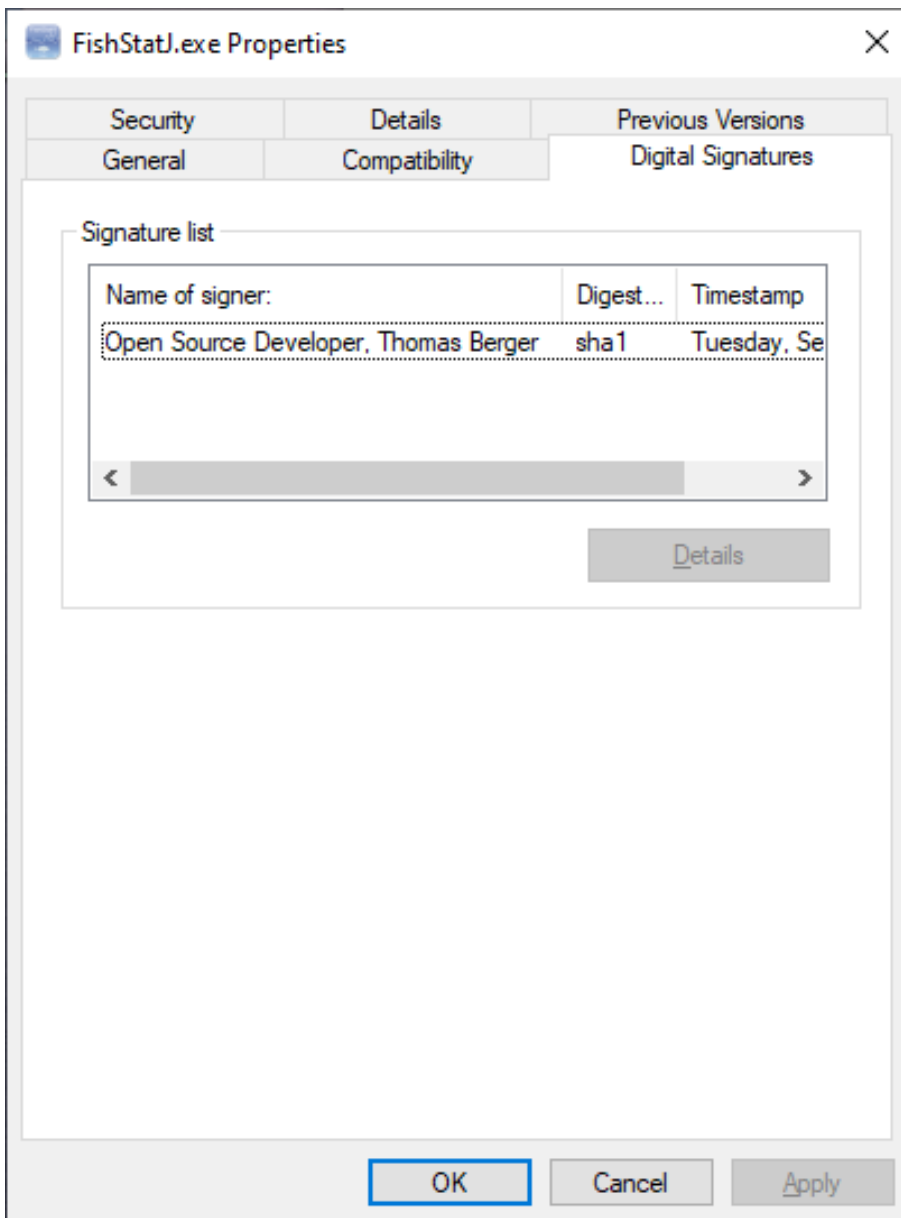 FishStatJ.exe Properties
Security Details Previous Versions
General Compatibility Digital Signatures
Signature list
Name of signer: Digest... Timestamp
Open Source Developer, Thomas Berger sha1 Tuesday, Se
Details
OK Cancel Apply